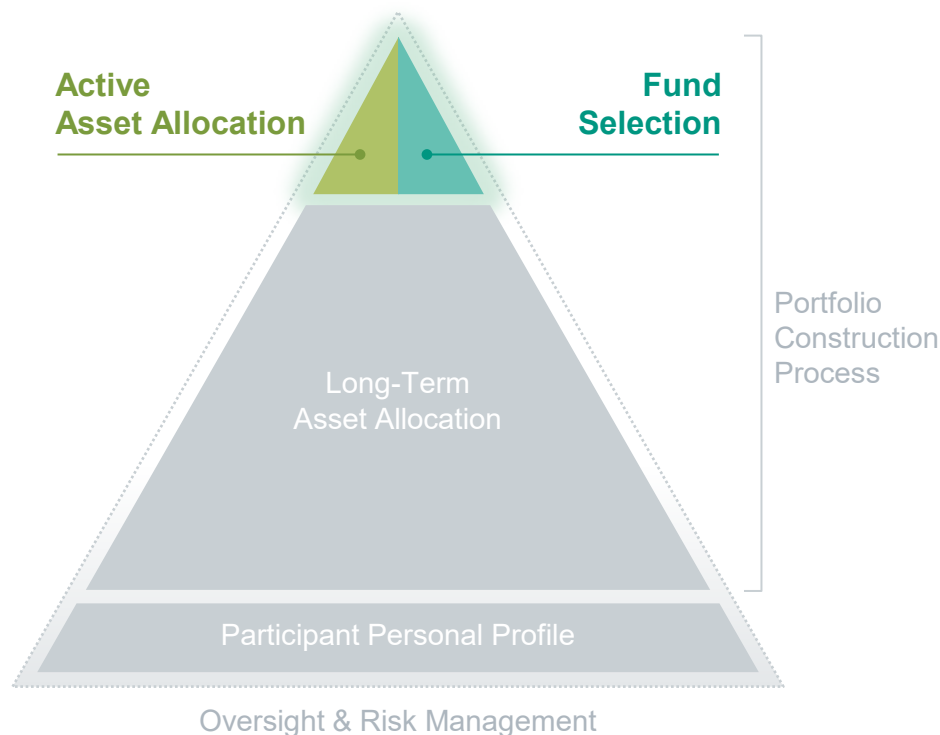 Active
Asset Allocation
Fund
Selection
Portfolio
Construction
Process
Long-Term
Asset Allocation
Participant Personal Profile
Oversight & Risk Management